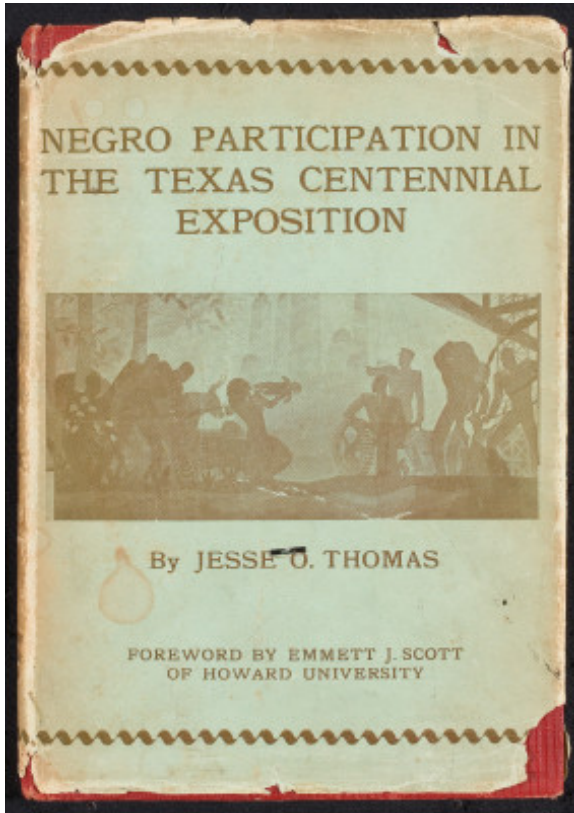 NEGRO PARTICIPATION IN
THE TEXAS CENTENNIAL
EXPOSITION
By JESSE O. THOMAS
FOREWORD BY EMMETT J. SCOTT
OF HOWARD UNIVERSITY